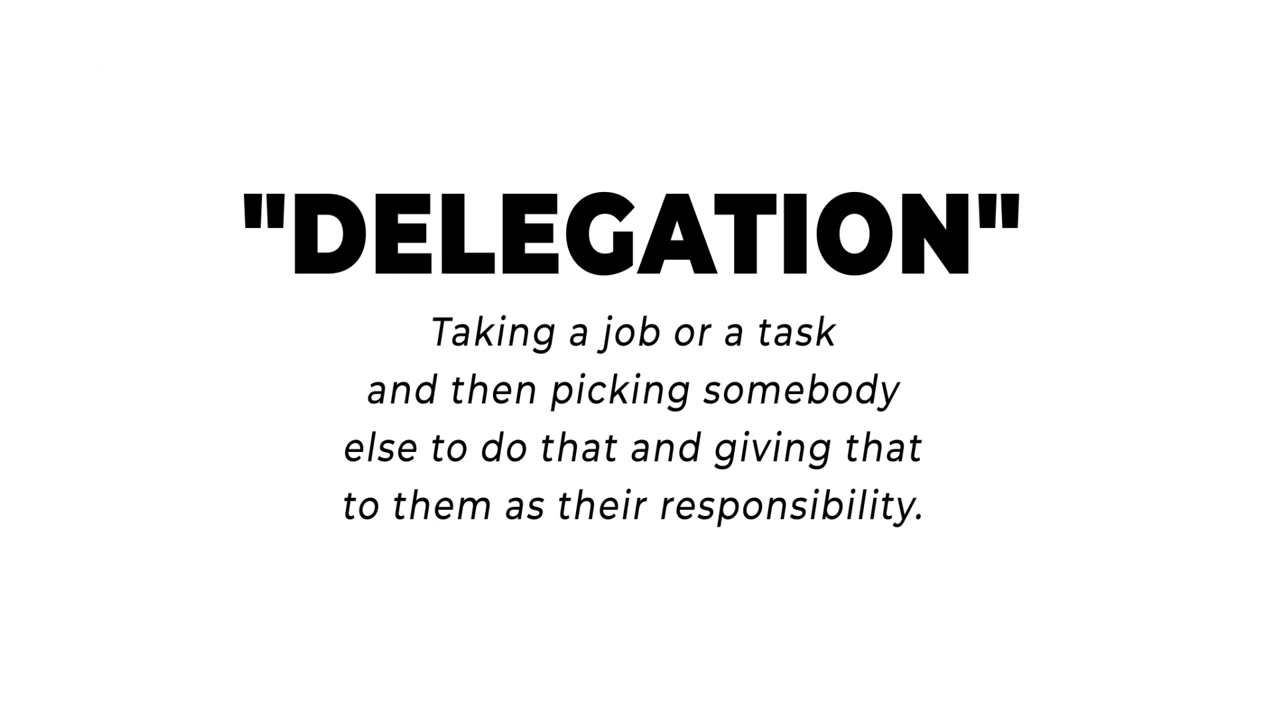 "DELEGATION"
Taking a job or a task
and then picking somebody
else to do that and giving that
to them as their responsibility.